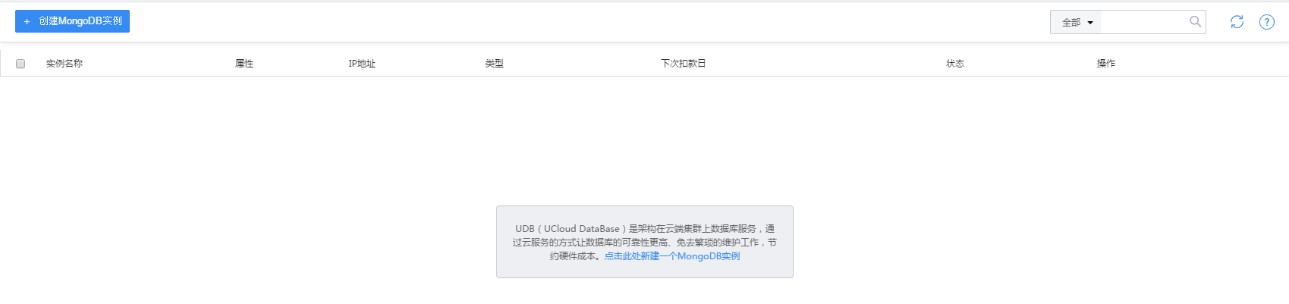 + 创建MongoDB实例
全部
实例名称 属性 IP地址 类型 下次扣款日 状态 操作
UDB（UCloud DataBase）是架构在云端集群上数据库服务，通
过云服务的方式让数据库的可靠性更高、免去繁琐的维护工作，节
约硬件成本。点击此处新建一个MongoDB实例